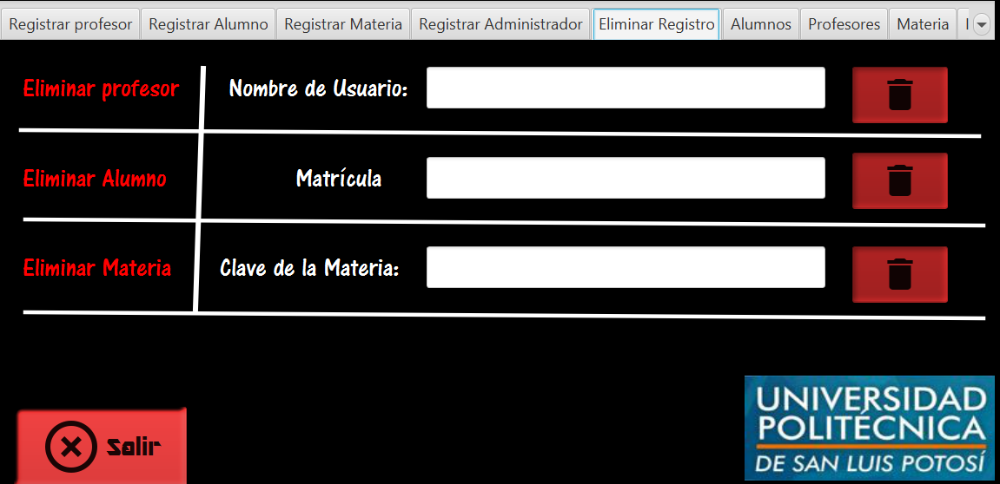 Registrar profesor Registrar Alumno Registrar Materia Registrar Administrador Eliminar Registro Alumnos Profesores Materia
Eliminar profesor Nombre de Usuario:
Eliminar Alumno Matrícula
Eliminar Materia Clave de la Materia:
Salir
UNIVERSIDAD
POLITÉCNICA
DE SAN LUIS POTOSÍ